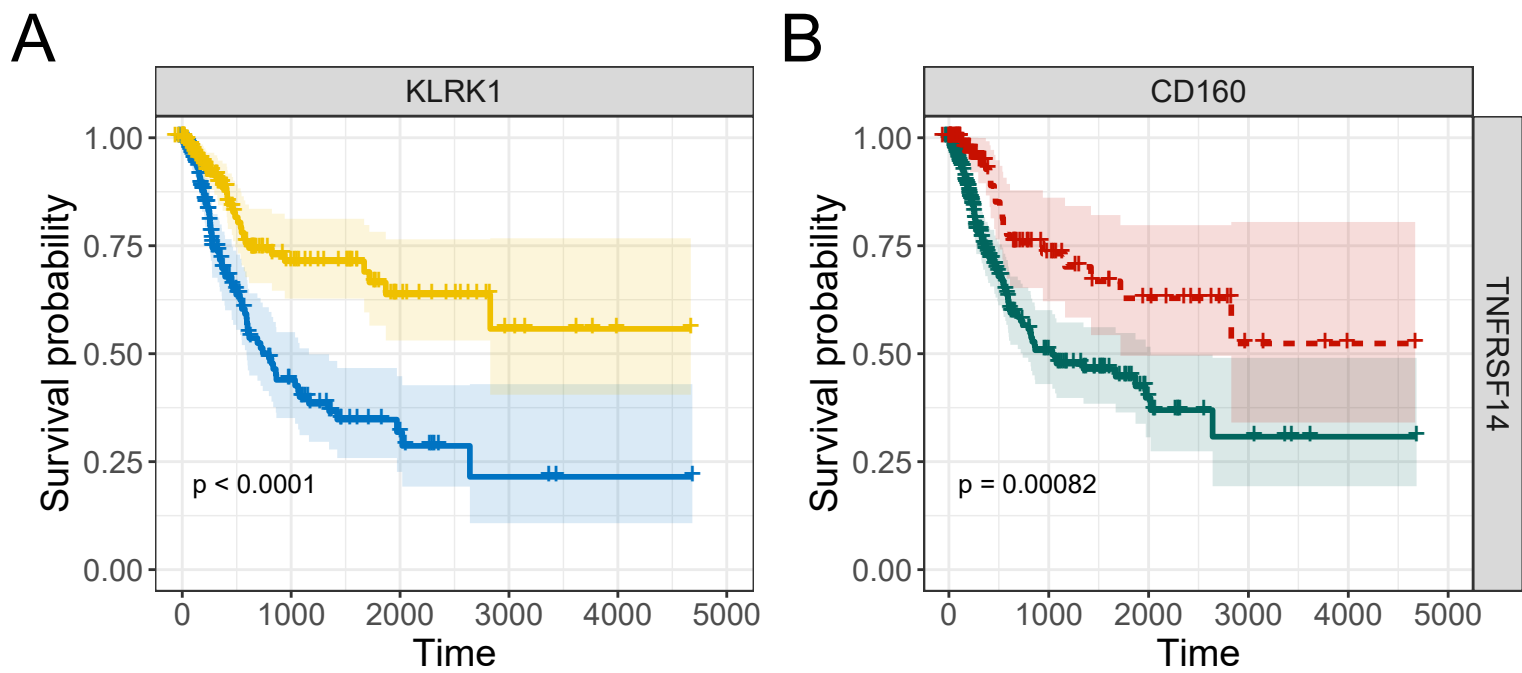 A
KLRK1
Survival probability
1.00
0.75
0.50
0.25
0.00
p < 0.0001
0 1000 2000 3000 4000 5000
Time
B
CD160
Survival probability
1.00
0.75
0.50
0.25
0.00
p = 0.00082
0 1000 2000 3000 4000 5000
Time
TNFRSF14